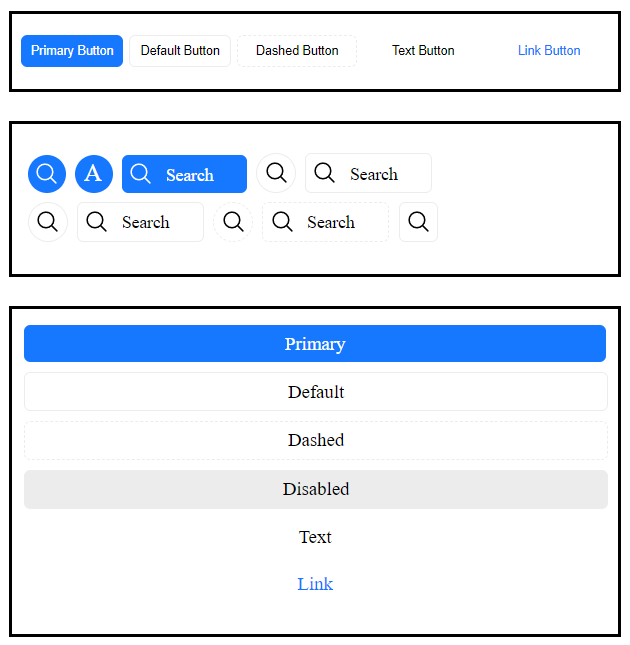 Primary Button Default Button Dashed Button Text Button Link Button
A Search Search
Search Search
Primary
Default
Dashed
Disabled
Text
Link